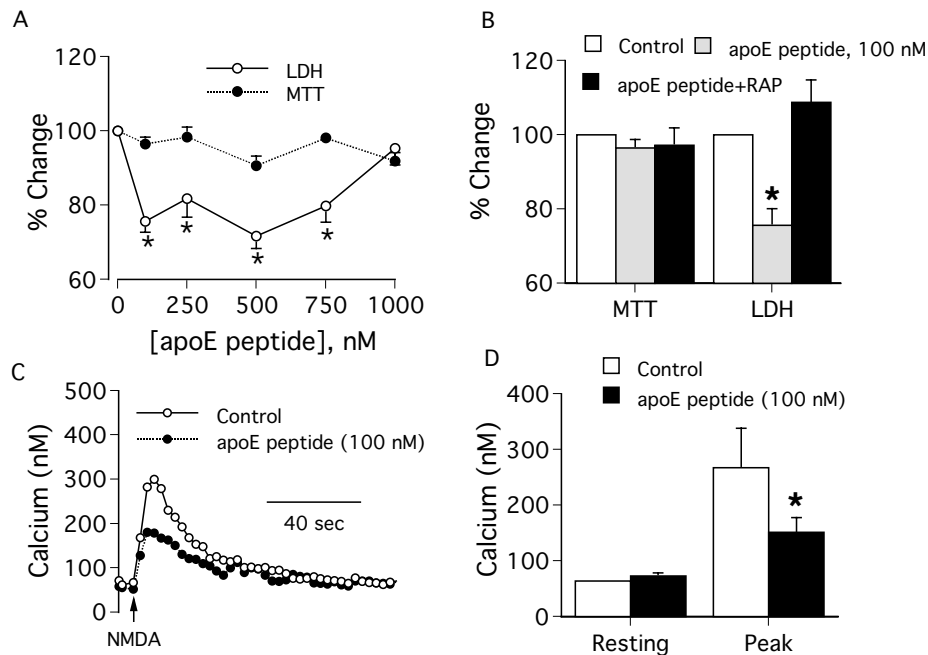 A
LDH
MTT
% Change
120
100
80
60
0 250 500 750 1000
[apoE peptide], nM
*
*
*
*
B
Control
apoE peptide, 100 nM
apoE peptide+RAP
% Change
120
100
80
60
*
MTT LDH
C
Control
apoE peptide (100 nM)
Calcium (nM)
500
400
300
200
100
0
40 sec
NMDA
D
Control
apoE peptide (100 nM)
Calcium (nM)
400
300
200
100
0
*
Resting Peak